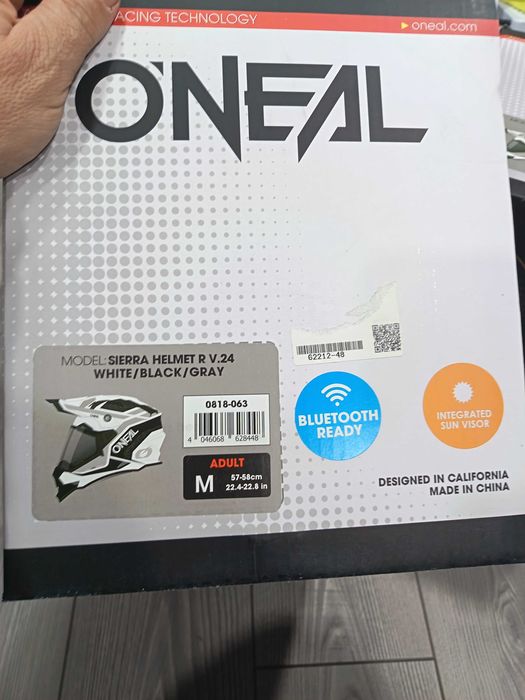 ACING TECHNOLOGY
oneal.com
O'NEAL
62212-48
MODEL: SIERRA HELMET R V.24
WHITE/BLACK/GRAY
0818-063
4 046068 628448
ADULT
M
57-58cm
22.4-22.8 in
ONEAL
BLUETOOTH
READY
INTEGRATED
SUN VISOR
DESIGNED IN CALIFORNIA
MADE IN CHINA